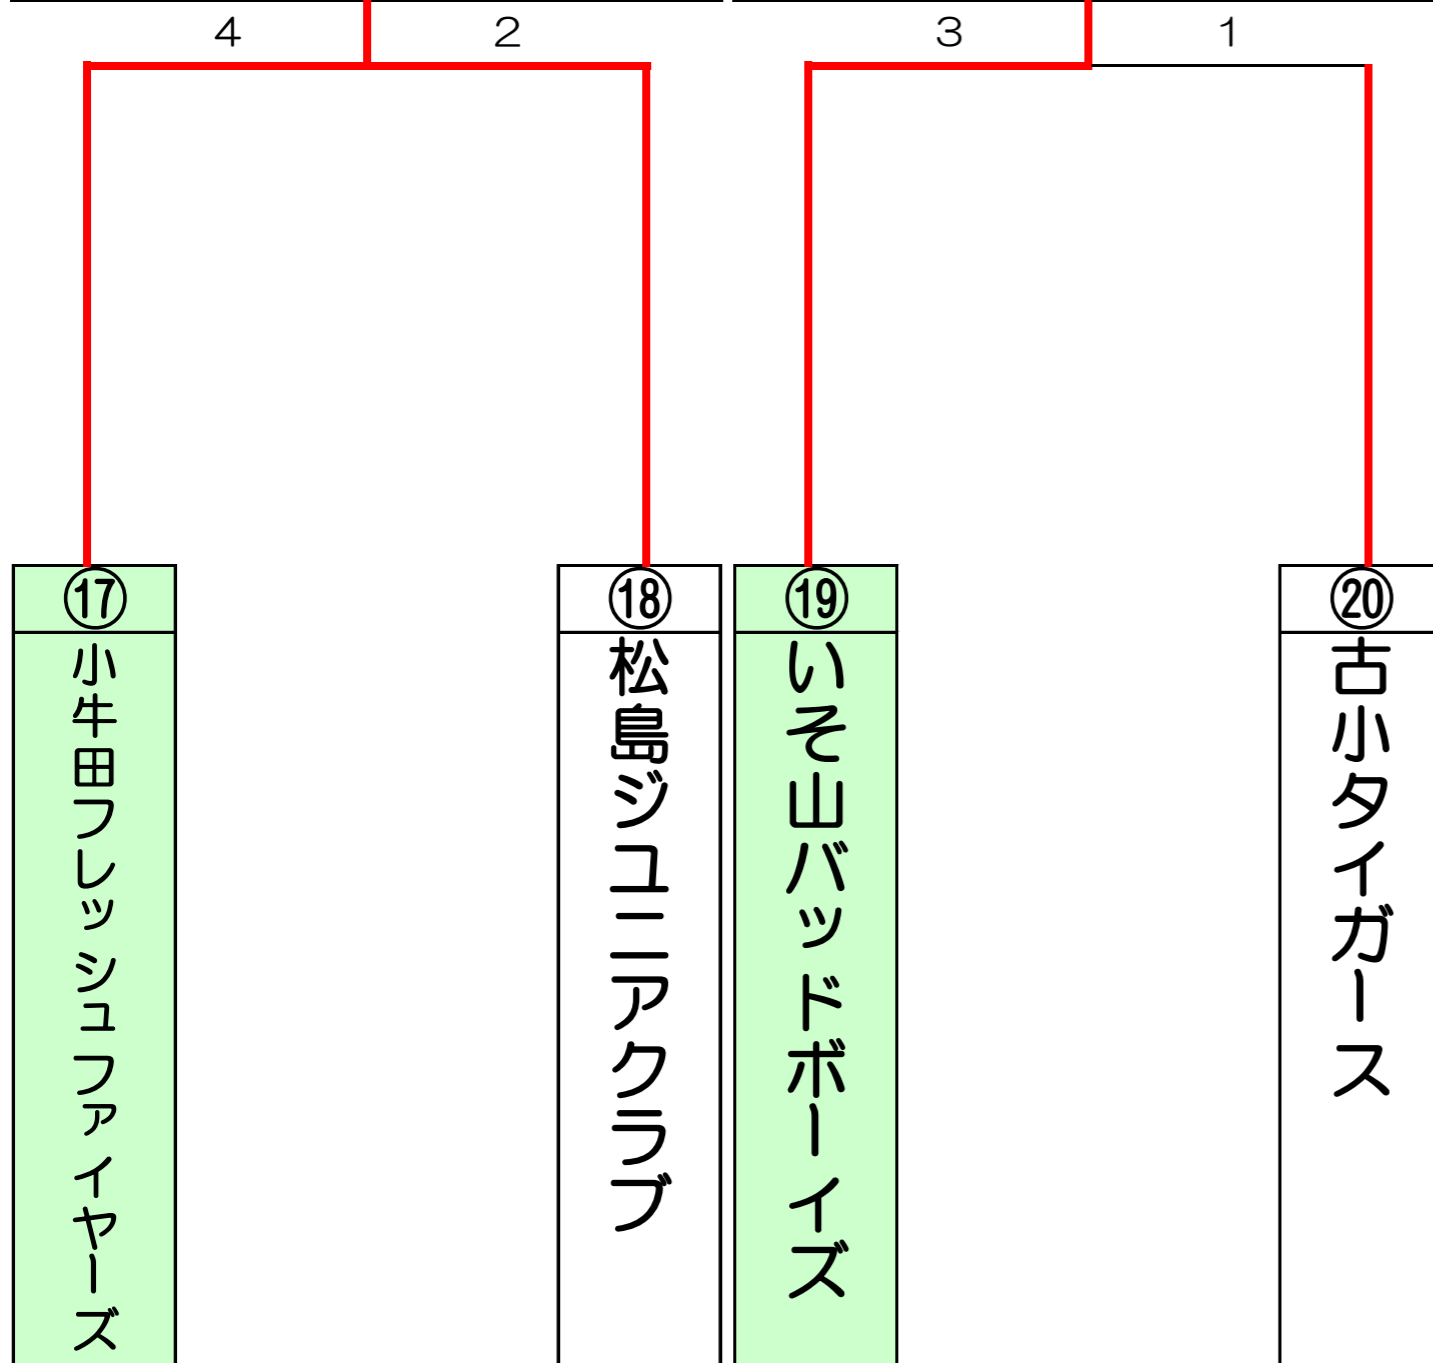 4 2 3 1
⑰ ⑱ ⑲ ⑳
小牛田フレッシュファイヤーズ
松島ジュニアクラブ
いそ山バッドボーイズ
古小タイガース